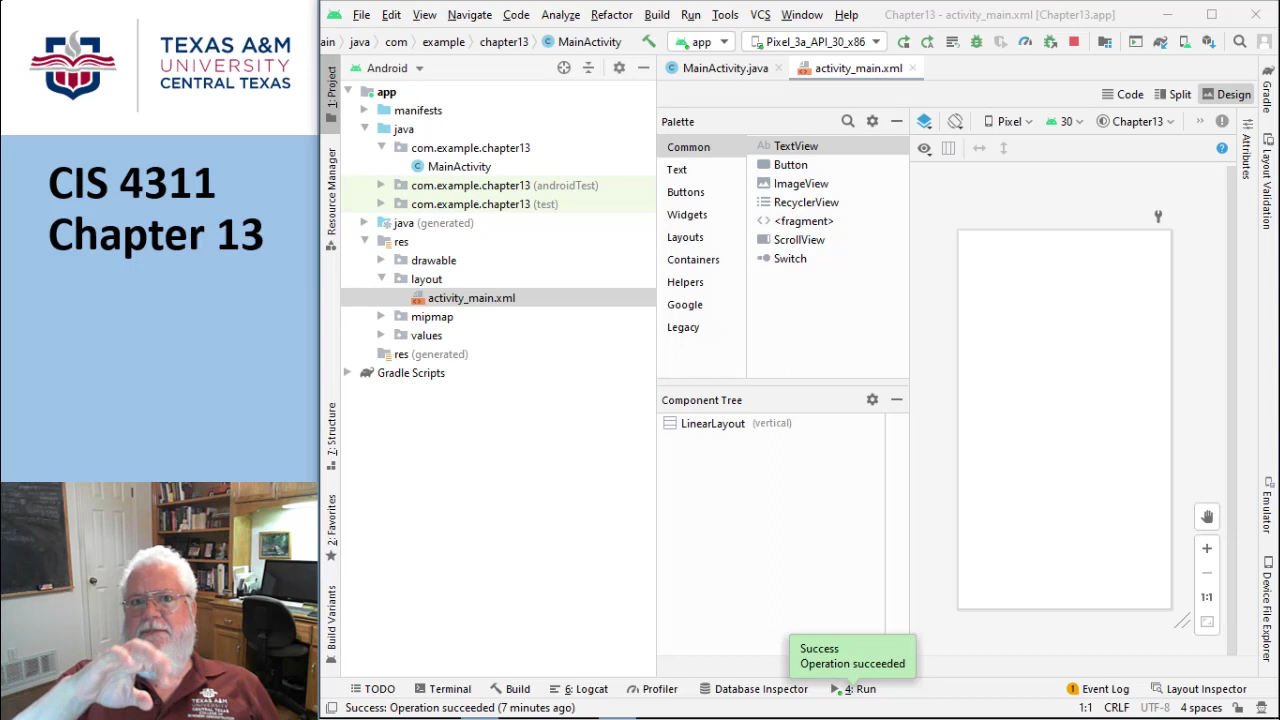 TEXAS A&M
UNIVERSITY
CENTRAL TEXAS
CIS 4311
Chapter 13
File Edit View Navigate Code Analyze Refactor Build Run Tools VCS Window Help Chapter13 - activity_main.xml [Chapter13.app]
ain java com example chapter13 MainActivity app Pixel_3a_API_30_x86
1: Project
Resource Manager
Z: Structure
2: Favorites
Build Variants
Android
app
manifests
java
com.example.chapter13
MainActivity
com.example.chapter13 (androidTest)
com.example.chapter13 (test)
java (generated)
res
drawable
layout
activity_main.xml
mipmap
values
res (generated)
Gradle Scripts
MainActivity.java activity_main.xml
Code Split Design
Palette
Common
Text
Buttons
Widgets
Layouts
Containers
Helpers
Google
Legacy
Ab TextView
Button
ImageView
RecyclerView
<fragment>
ScrollView
Switch
Pixel 30 Chapter13
Component Tree
LinearLayout (vertical)
1:1
Gradle
Layout Validation
Attributes
Emulator
Device File Explorer
Success
Operation succeeded
TODO Terminal Build 6: Logcat Profiler Database Inspector 4: Run 1 Event Log Layout Inspector
Success: Operation succeeded (7 minutes ago) CRLF UTF-8 4 spaces
TEXAS A&M